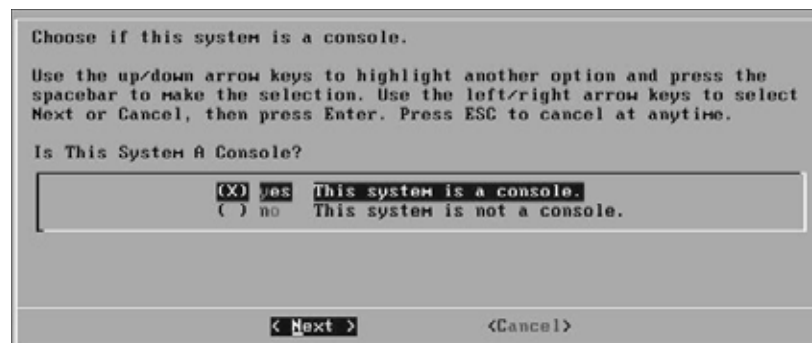 Choose if this system is a console.
Use the up/down arrow keys to highlight another option and press the
spacebar to make the selection. Use the left/right arrow keys to select
Next or Cancel, then press Enter. Press ESC to cancel at anytime.
Is This System A Console?
(X) yes This system is a console.
( ) no This system is not a console.
< Next > <Cancel>